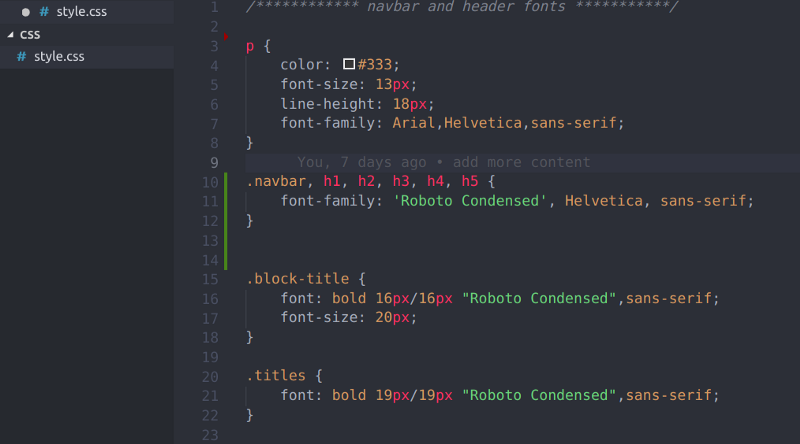 # style.css
css
# style.css
1 /************ navbar and header fonts ***********/
2
3 p {
4 color: #333;
5 font-size: 13px;
6 line-height: 18px;
7 font-family: Arial,Helvetica,sans-serif;
8 }
9 You, 7 days ago • add more content
10 .navbar, h1, h2, h3, h4, h5 {
11 font-family: 'Roboto Condensed', Helvetica, sans-serif;
12 }
13
14
15 .block-title {
16 font: bold 16px/16px "Roboto Condensed",sans-serif;
17 font-size: 20px;
18 }
19
20 .titles {
21 font: bold 19px/19px "Roboto Condensed",sans-serif;
22 }
23